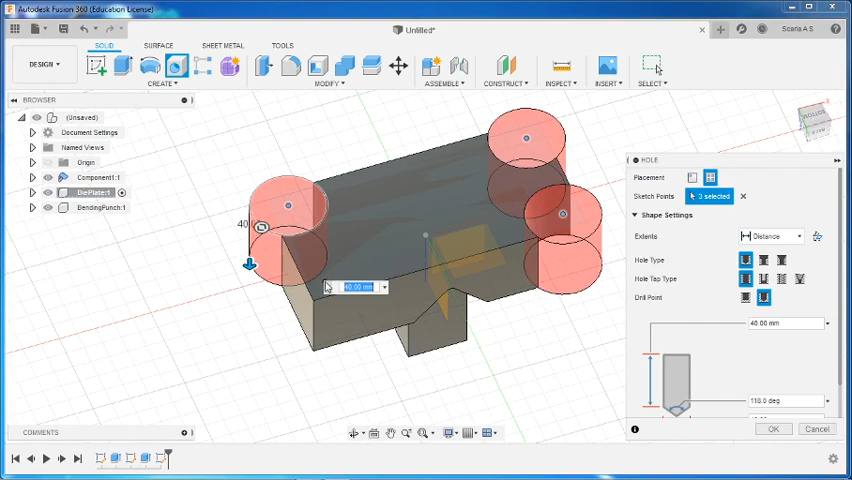 Autodesk Fusion 360 (Education License)
Untitled*
Scaria A S
DESIGN
SOLID SURFACE SHEET METAL TOOLS
CREATE MODIFY ASSEMBLE CONSTRUCT INSPECT INSERT SELECT
BROWSER
(Unsaved)
Document Settings
Named Views
Origin
Component1:1
DiePlate:1
BendingPunch:1
40
40.00 mm
HOLE
Placement
Sketch Points 3 selected
Shape Settings
Extents Distance
Hole Type
Hole Tap Type
Drill Point
40.00 mm
118.0 deg
OK Cancel
COMMENTS